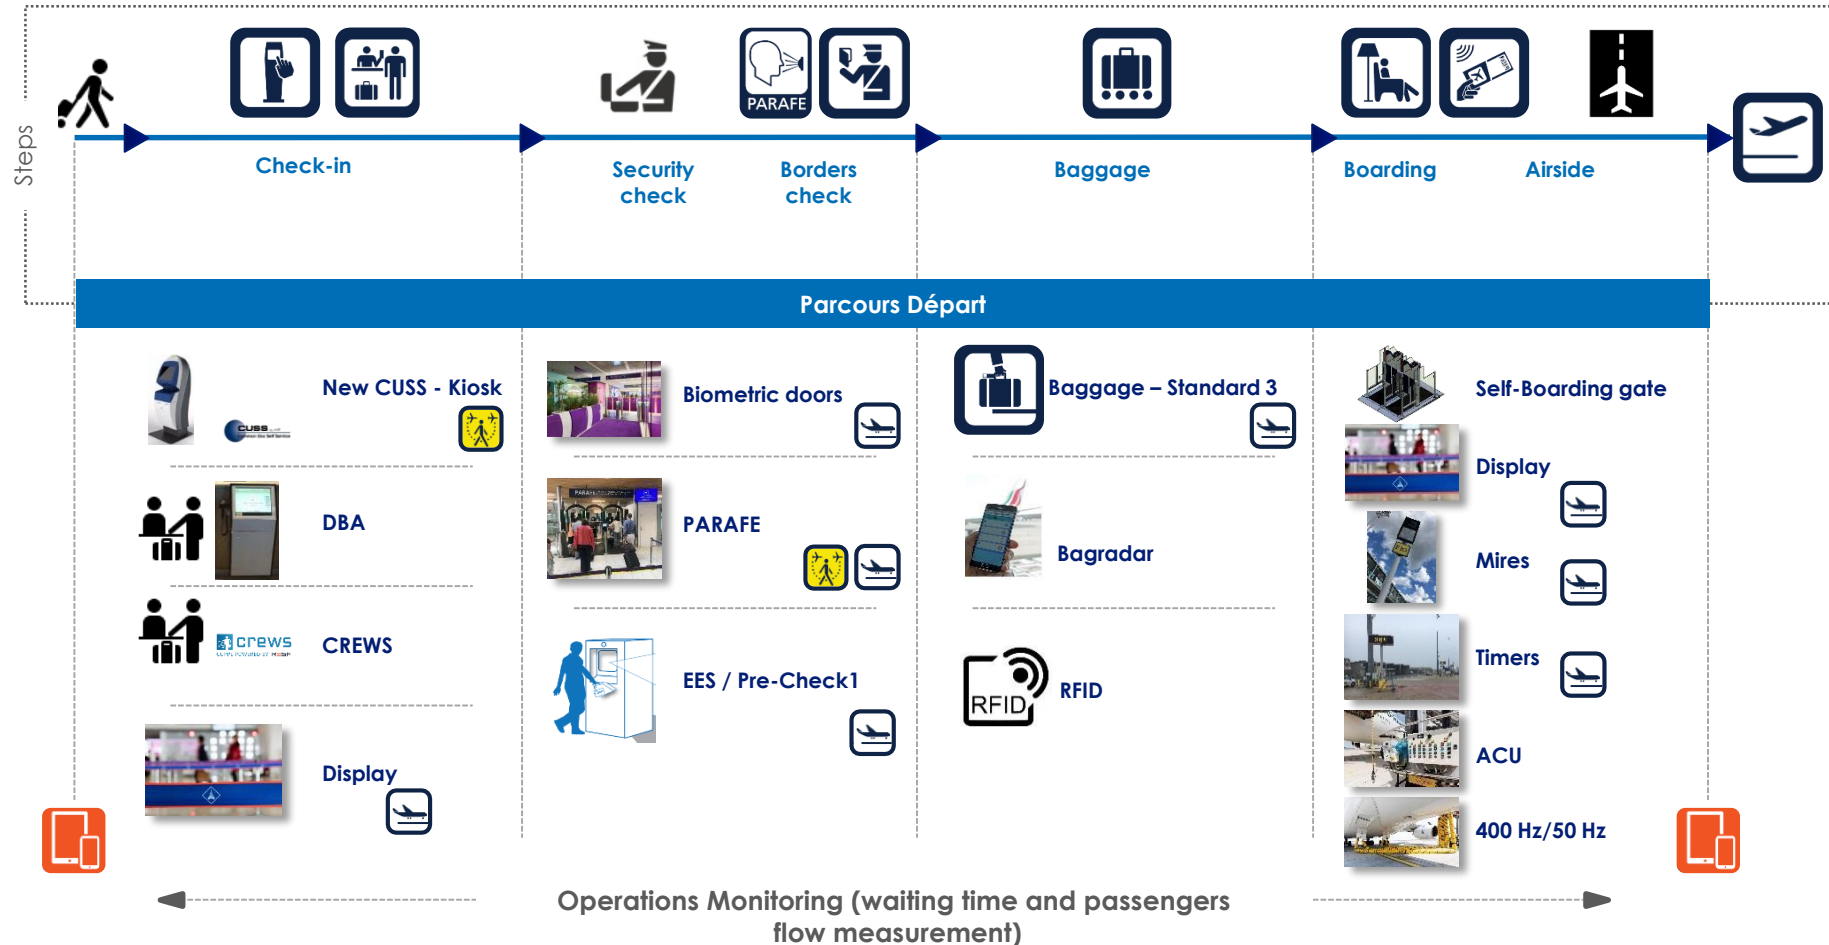 Steps
PARAFE
Check-in
Security
check
Borders
check
Baggage
Boarding
Airside
Parcours Départ
New CUSS - Kiosk
CUSS
DBA
CREWS
crews
Display
Biometric doors
PARAFE
PARAFE
EES / Pre-Check1
Baggage – Standard 3
Bagradar
RFID
RFID
Self-Boarding gate
Display
Mires
Timers
ACU
400 Hz/50 Hz
Operations Monitoring (waiting time and passengers
flow measurement)